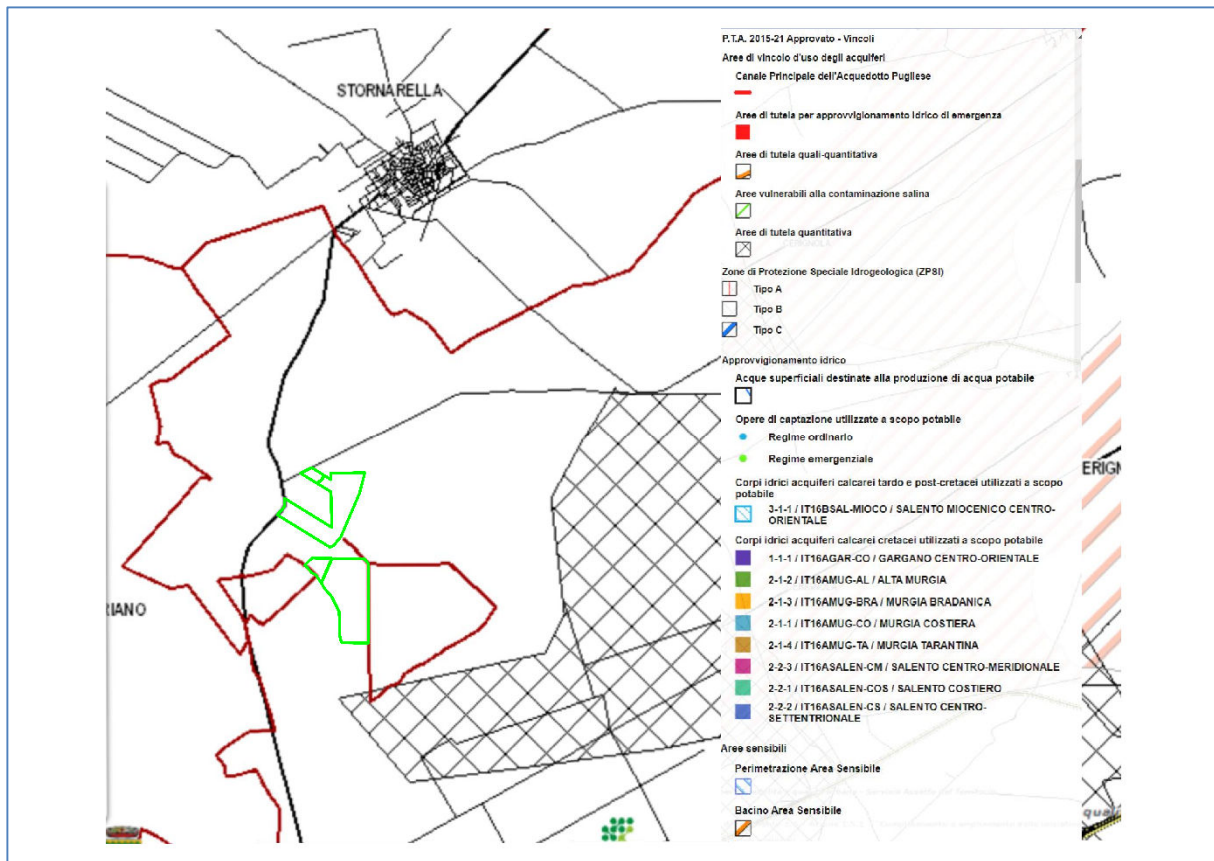 STORNARELLA
P.T.A. 2015-21 Approvato - Vincoli
Aree di vincolo d'uso degli acquiferi
Canale Principale dell'Acquedotto Pugliese
Aree di tutela per approvvigionamento idrico di emergenza
Aree di tutela quali-quantitativa
Aree vulnerabili alla contaminazione salina
Aree di tutela quantitativa
CERIGNOLA
Zone di Protezione Speciale Idrogeologica (ZPSI)
Tipo A
Tipo B
Tipo C
Approvvigionamento idrico
Acque superficiali destinate alla produzione di acqua potabile
Opere di captazione utilizzate a scopo potabile
Regime ordinario
Regime emergenziale
ERIGN
Corpi idrici acquiferi calcarei tardo e post-cretacei utilizzati a scopo
potabile
3-1-1 / IT16BSAL-MIOCO / SALENTO MIOCENICO CENTRO-
ORIENTALE
Corpi idrici acquiferi calcarei cretacei utilizzati a scopo potabile
1-1-1 / IT16AGAR-CO / GARGANO CENTRO-ORIENTALE
2-1-2 / IT16AMUG-AL / ALTA MURGIA
2-1-3 / IT16AMUG-BRA / MURGIA BRADANICA
2-1-1 / IT16AMUG-CO / MURGIA COSTIERA
2-1-4 / IT16AMUG-TA / MURGIA TARANTINA
2-2-3 / IT16ASALEN-CM / SALENTO CENTRO-MERIDIONALE
2-2-1 / IT16ASALEN-COS / SALENTO COSTIERO
2-2-2 / IT16ASALEN-CS / SALENTO CENTRO-
SETTENTRIONALE
IANO
Aree sensibili
Perimetrazione Area Sensibile
Bacino Area Sensibile
quali